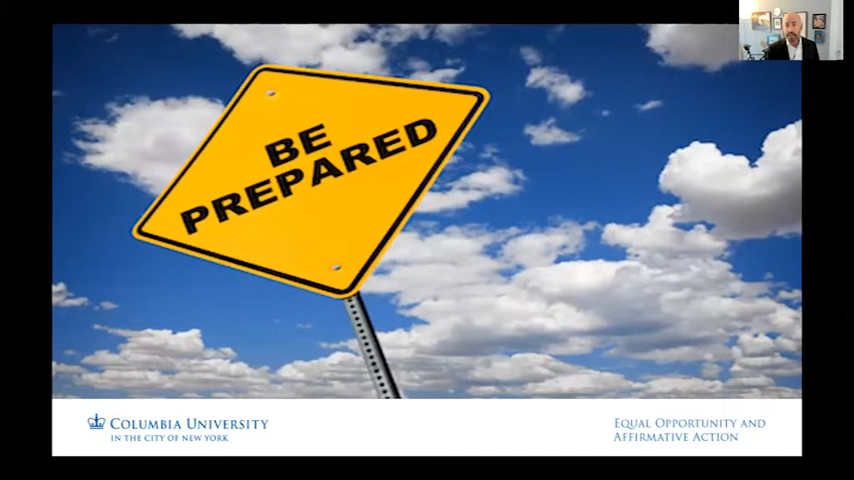 BE
PREPARED
COLUMBIA UNIVERSITY
IN THE CITY OF NEW YORK
EQUAL OPPORTUNITY AND
AFFIRMATIVE ACTION